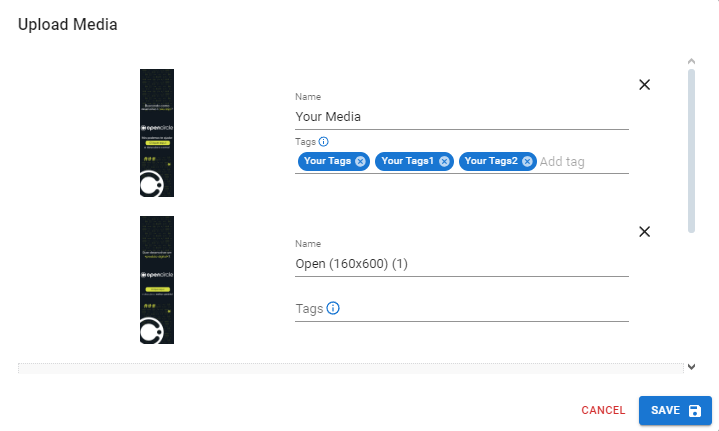 Upload Media
Name
Your Media
Tags
Your Tags Your Tags1 Your Tags2 Add tag
opencircle
Name
Open (160x600) (1)
Tags
opencircle
CANCEL SAVE